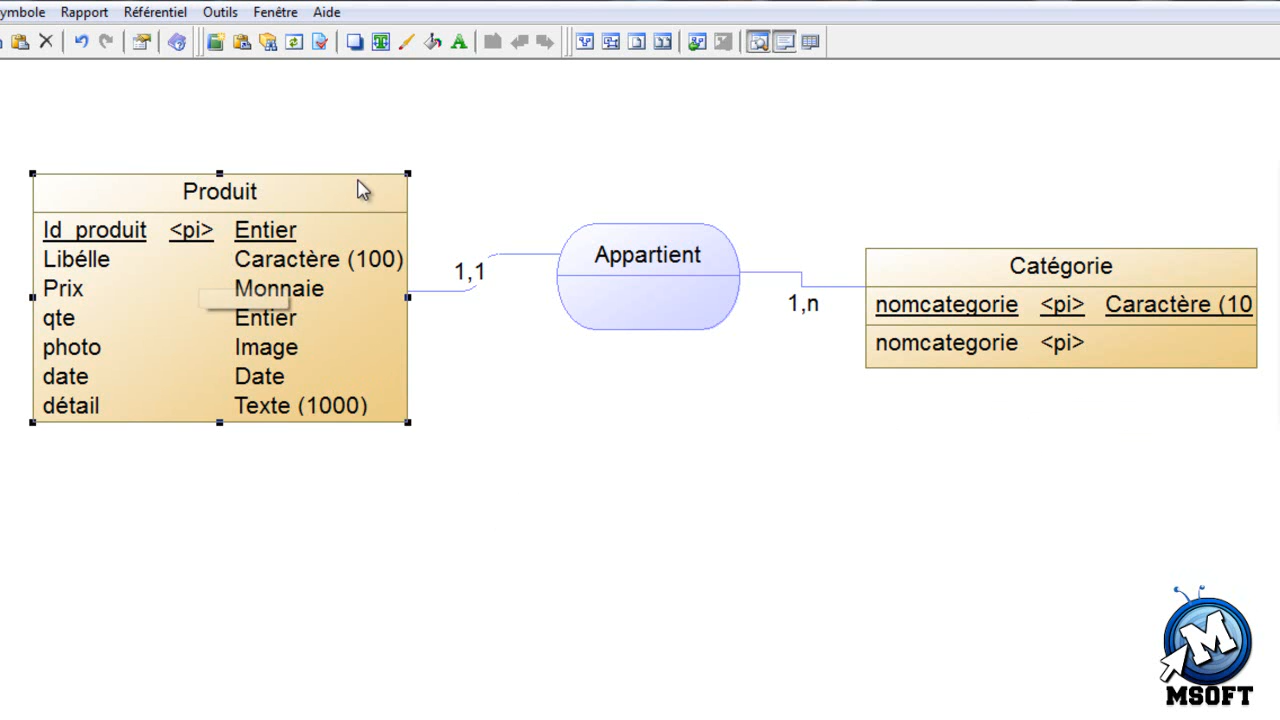 ymbole Rapport Référentiel Outils Fenêtre Aide
Produit
Id_produit <pi> Entier
Libélle Caractère (100)
Prix Monnaie
qte Entier
photo Image
date Date
détail Texte (1000)
1,1
Appartient
1,n
Catégorie
nomcategorie <pi> Caractère (10
nomcategorie <pi>
M
MSOFT